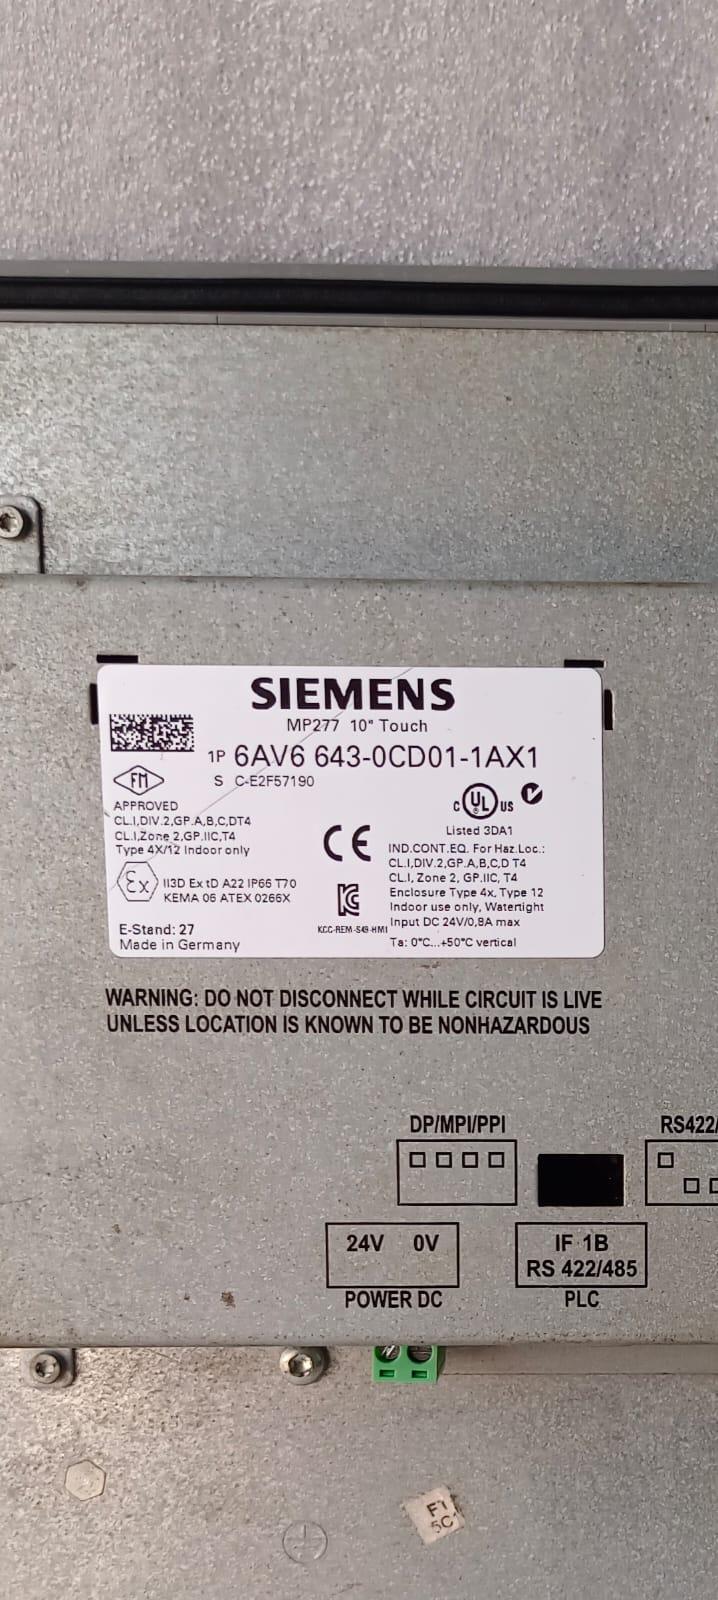 SIEMENS
MP277 10" Touch
1P 6AV6 643-0CD01-1AX1
S C-E2F57190
FM
APPROVED
CL.I,DIV.2,GP.A,B,C,DT4
CL.I,Zone 2,GP.IIC,T4
Type 4X/12 Indoor only
Ex
II3D Ex tD A22 IP66 T70
KEMA 06 ATEX 0266X
E-Stand: 27
Made in Germany
CE
KCC-REM-S49-HMI
C UL US
Listed 3DA1
IND.CONT.EQ. For Haz.Loc.:
CL.I,DIV.2,GP.A,B,C,D T4
CL.I, Zone 2, GP.IIC, T4
Enclosure Type 4x, Type 12
Indoor use only, Watertight
Input DC 24V/0,8A max
Ta: 0°C...+50°C vertical
WARNING: DO NOT DISCONNECT WHILE CIRCUIT IS LIVE
UNLESS LOCATION IS KNOWN TO BE NONHAZARDOUS
DP/MPI/PPI
RS422/
24V 0V
POWER DC
IF 1B
RS 422/485
PLC
5C